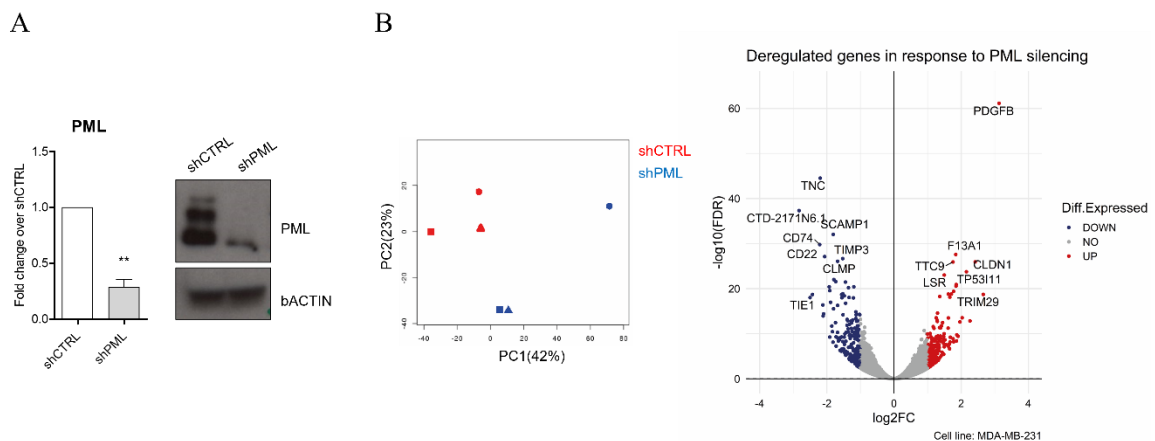 A
B
PML
Fold change over shCTRL
1.5
1.0
0.5
0.0
**
shCTRL
shPML
shCTRL
shPML
PML
bACTIN
shCTRL
shPML
PC2(23%)
20
0
-20
-40
-40
-20
0
20
40
60
80
PC1(42%)
Deregulated genes in response to PML silencing
-log10(FDR)
60
40
20
0
PDGFB
TNC
CTD-2171N6.1
SCAMP1
CD74
TIMP3
CD22
CLMP
TIE1
F13A1
TTC9
CLDN1
LSR
TP53I11
TRIM29
-4
-2
0
2
4
log2FC
Cell line: MDA-MB-231
Diff.Expressed
DOWN
NO
UP